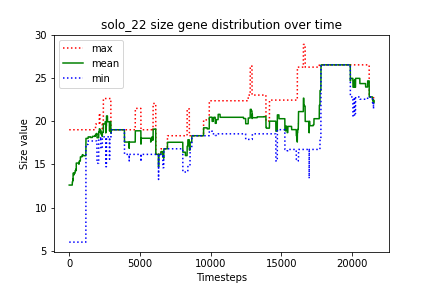 solo_22 size gene distribution over time
30
25
20
15
10
5
Size value
max
mean
min
0 5000 10000 15000 20000
Timesteps